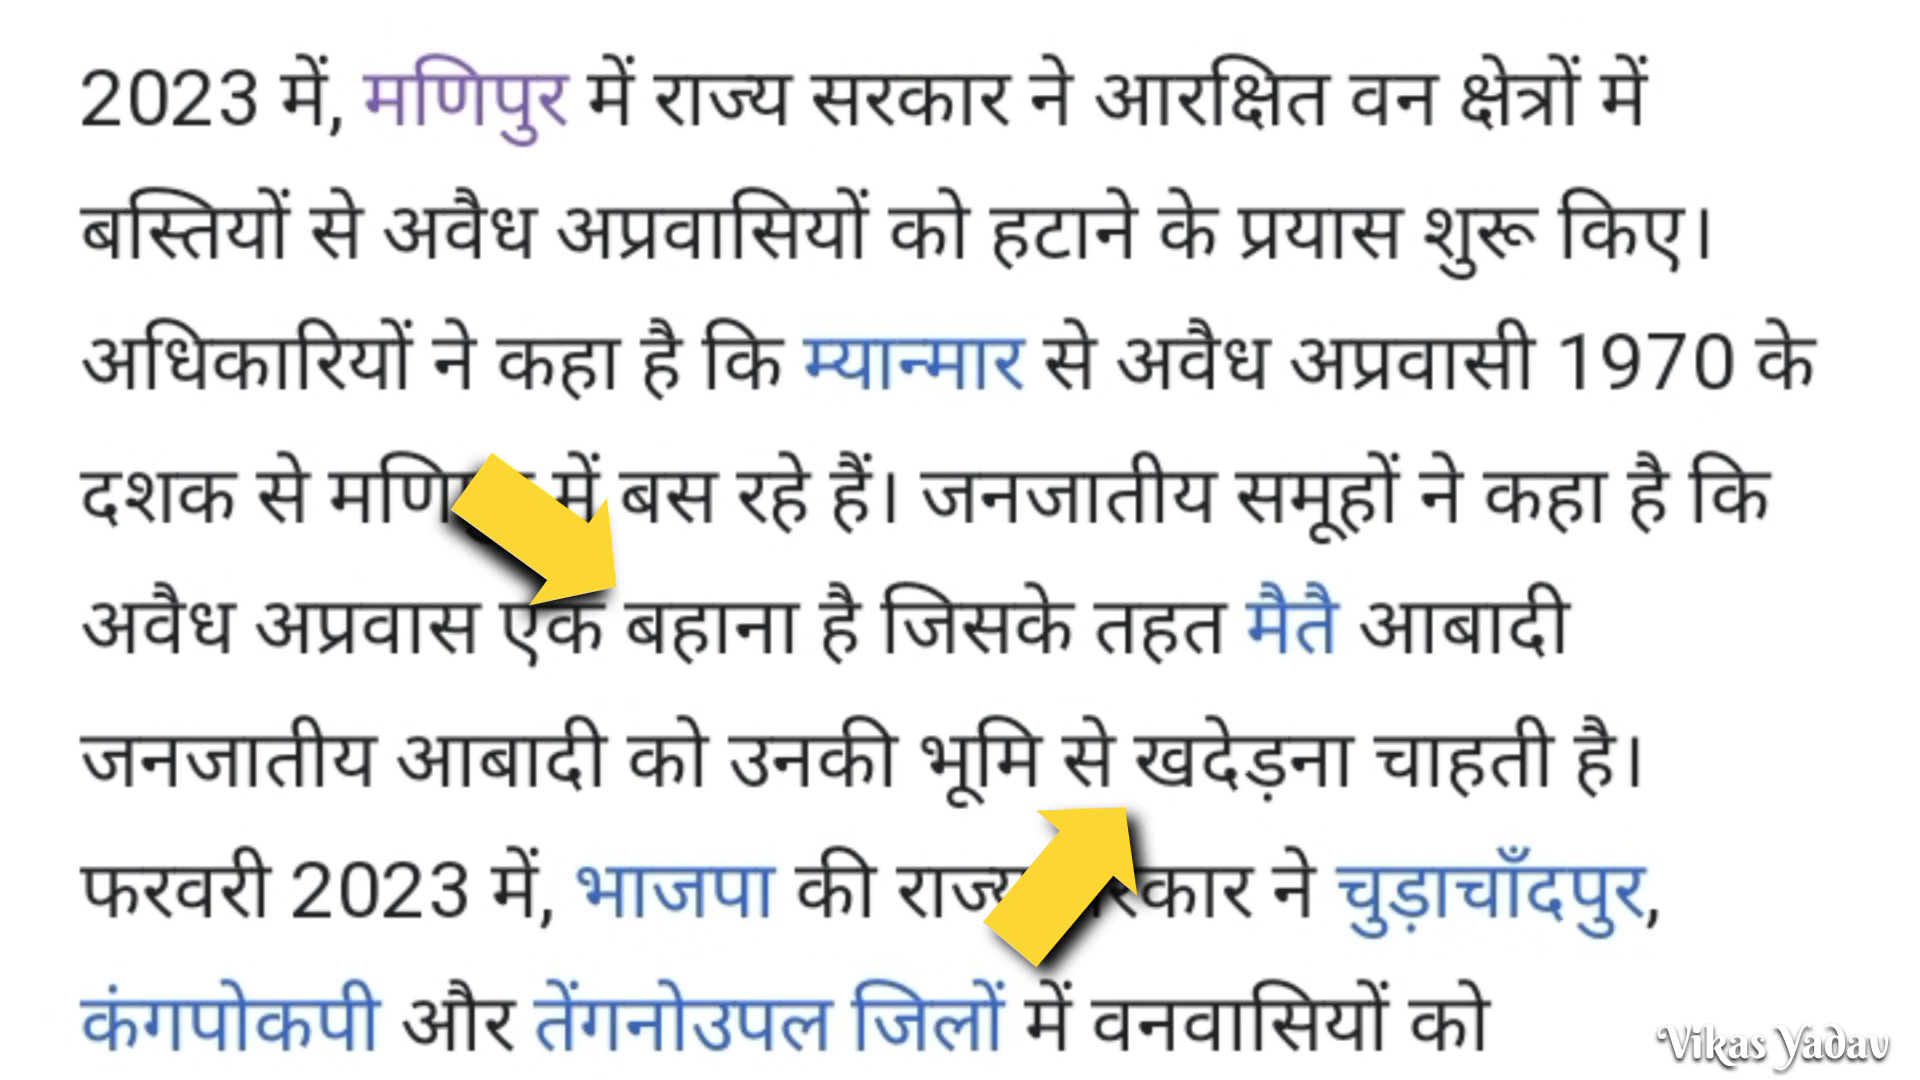 2023 में, मणिपुर में राज्य सरकार ने आरक्षित वन क्षेत्रों में
बस्तियों से अवैध अप्रवासियों को हटाने के प्रयास शुरू किए।
अधिकारियों ने कहा है कि म्यान्मार से अवैध अप्रवासी 1970 के
दशक से में बस रहे हैं। जनजातीय समूहों ने कहा है कि
अवैध अप्रवास एक बहाना है जिसके तहत मैतै आबादी
जनजातीय आबादी को उनकी भूमि से खदेड़ना चाहती है।
फरवरी 2023 में, भाजपा की ने चुड़ाचाँदपुर,
कंगपोकपी और तेंगनोउपल जिलों में वनवासियों को
Vikas Yadav